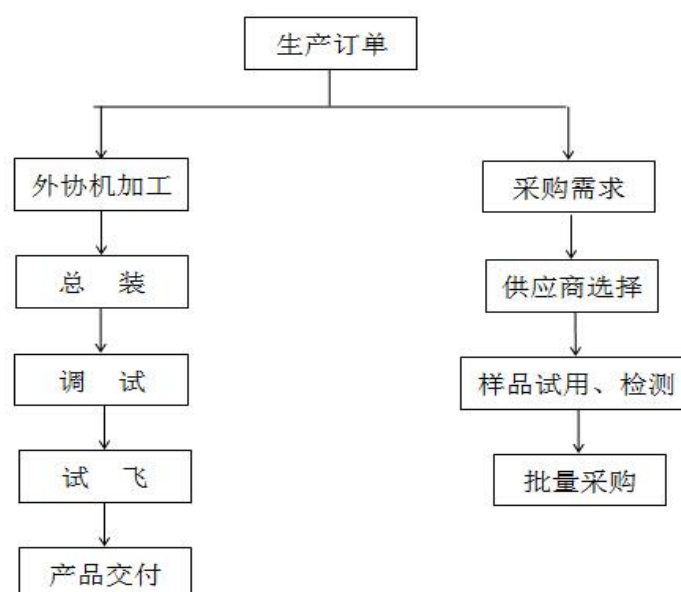 生产订单
外协机加工
采购需求
总 装
供应商选择
调 试
样品试用、检测
试 飞
批量采购
产品交付